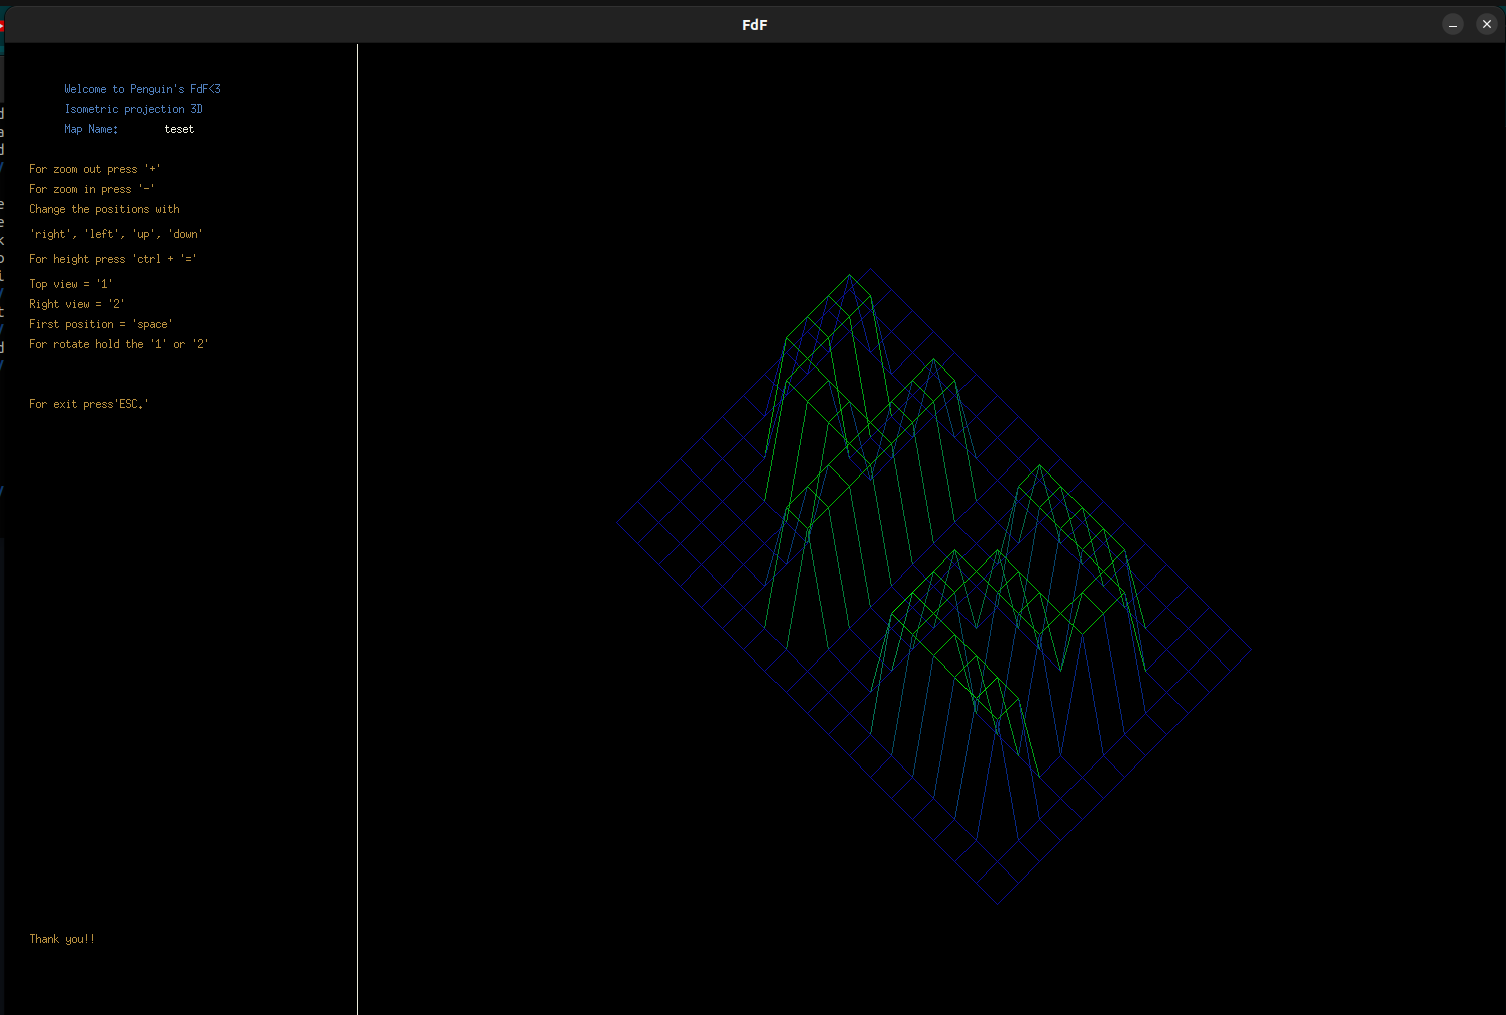 FdF
Welcome to Penguin's FdF<3
Isometric projection 3D
Map Name: teset
For zoom out press '+'
For zoom in press '-'
Change the positions with
'right', 'left', 'up', 'down'
For height press 'ctrl + '='
Top view = '1'
Right view = '2'
First position = 'space'
For rotate hold the '1' or '2'
For exit press'ESC.'
Thank you!!